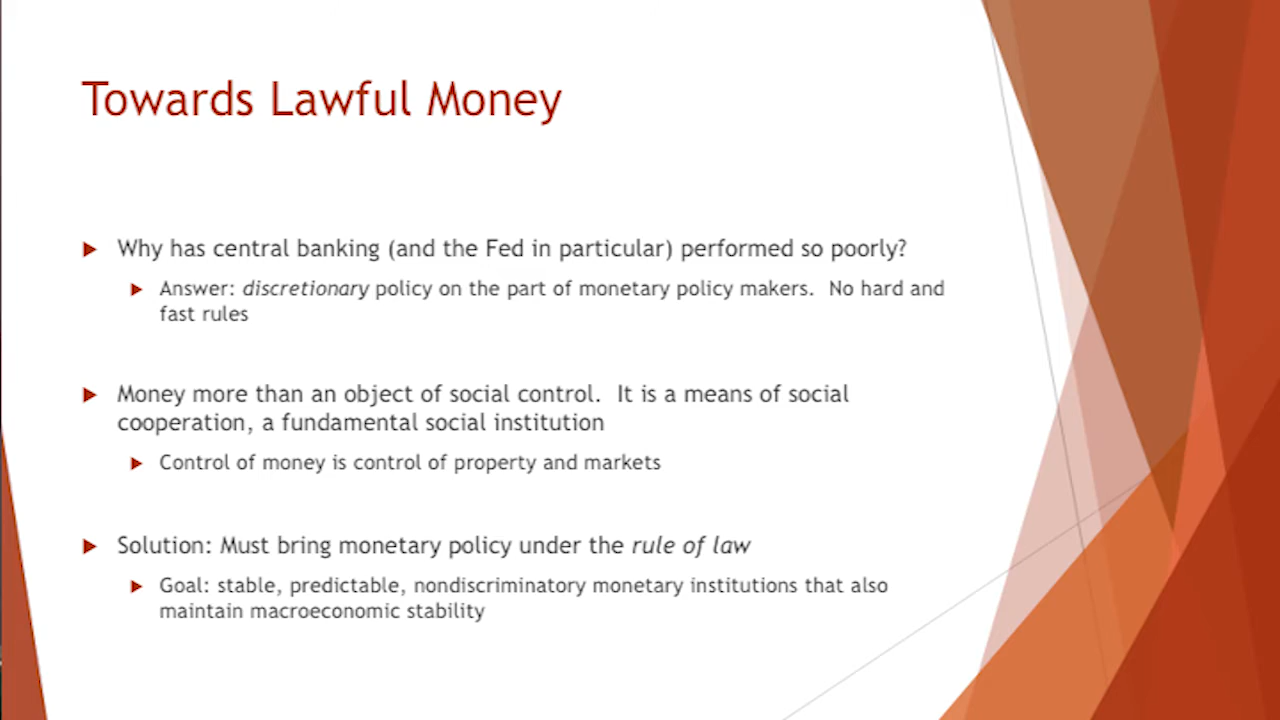 Towards Lawful Money
Why has central banking (and the Fed in particular) performed so poorly?
Answer: discretionary policy on the part of monetary policy makers.  No hard and
fast rules
Money more than an object of social control.  It is a means of social
cooperation, a fundamental social institution
Control of money is control of property and markets
Solution: Must bring monetary policy under the rule of law
Goal: stable, predictable, nondiscriminatory monetary institutions that also
maintain macroeconomic stability